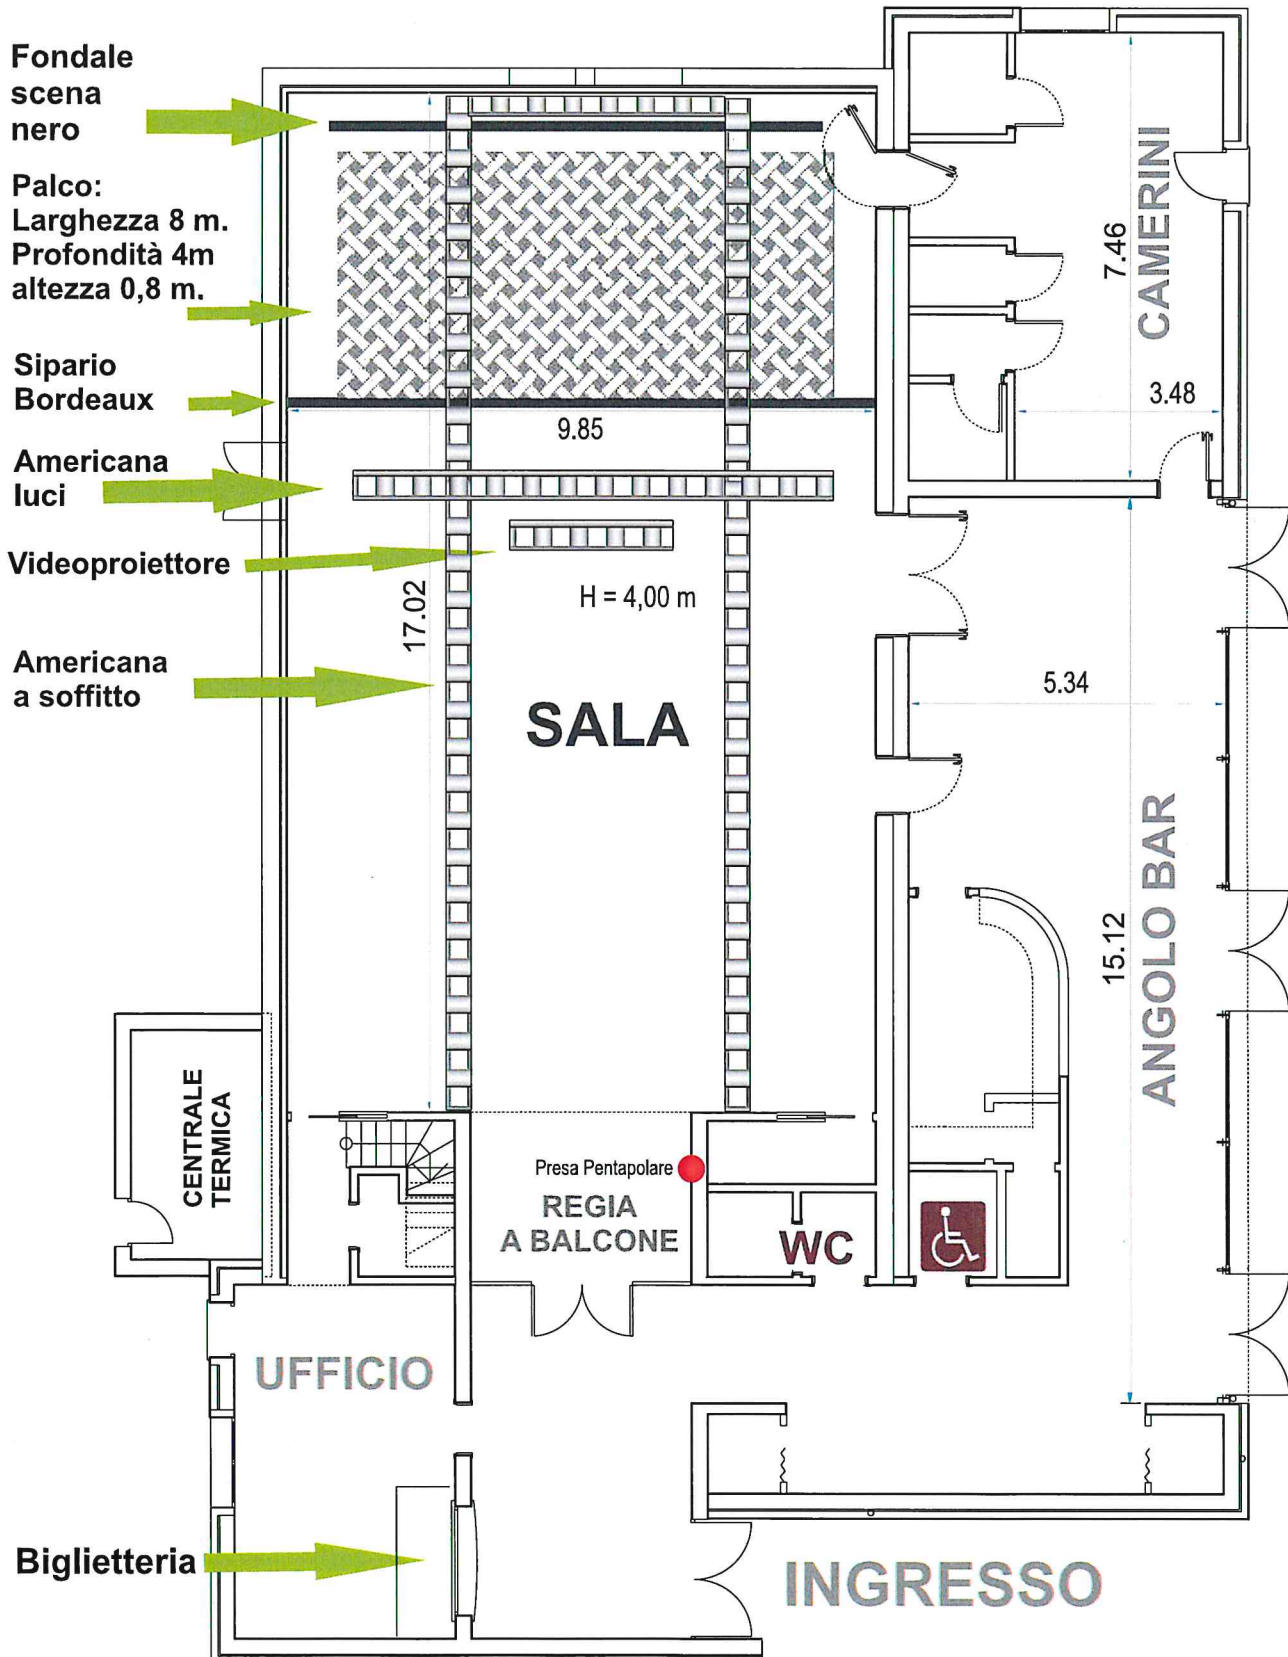 Fondale
scena
nero
Palco:
Larghezza 8 m.
Profondità 4m
altezza 0,8 m.
Sipario
Bordeaux
9.85
Americana
luci
Videoproiettore
H = 4,00 m
17.02
Americana
a soffitto
SALA
7.46
CAMERINI
3.48
5.34
15.12
ANGOLO BAR
CENTRALE
TERMICA
Presa Pentapolare
REGIA
A BALCONE
WC
UFFICIO
Biglietteria
INGRESSO